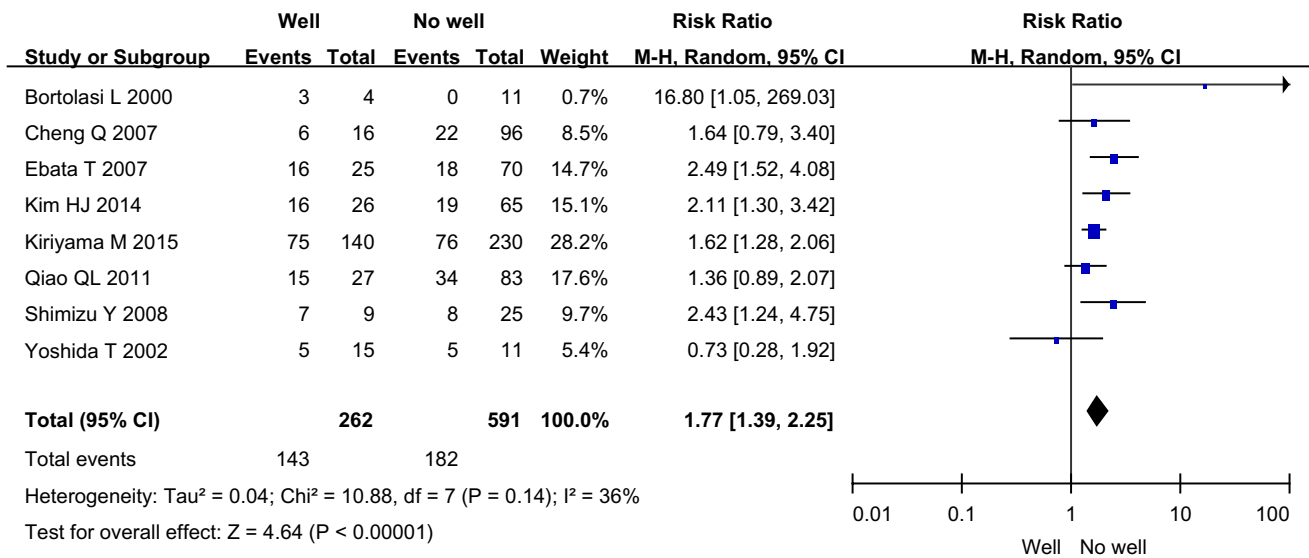 Well No well Risk Ratio Risk Ratio
Study or Subgroup Events Total Events Total Weight M-H, Random, 95% CI M-H, Random, 95% CI
Bortolasi L 2000 3 4 0 11 0.7% 16.80 [1.05, 269.03]
Cheng Q 2007 6 16 22 96 8.5% 1.64 [0.79, 3.40]
Ebata T 2007 16 25 18 70 14.7% 2.49 [1.52, 4.08]
Kim HJ 2014 16 26 19 65 15.1% 2.11 [1.30, 3.42]
Kiriyama M 2015 75 140 76 230 28.2% 1.62 [1.28, 2.06]
Qiao QL 2011 15 27 34 83 17.6% 1.36 [0.89, 2.07]
Shimizu Y 2008 7 9 8 25 9.7% 2.43 [1.24, 4.75]
Yoshida T 2002 5 15 5 11 5.4% 0.73 [0.28, 1.92]
Total (95% CI) 262 591 100.0% 1.77 [1.39, 2.25]
Total events 143 182
Heterogeneity: Tau² = 0.04; Chi² = 10.88, df = 7 (P = 0.14); I² = 36%
Test for overall effect: Z = 4.64 (P < 0.00001)
0.01 0.1 1 10 100
Well No well